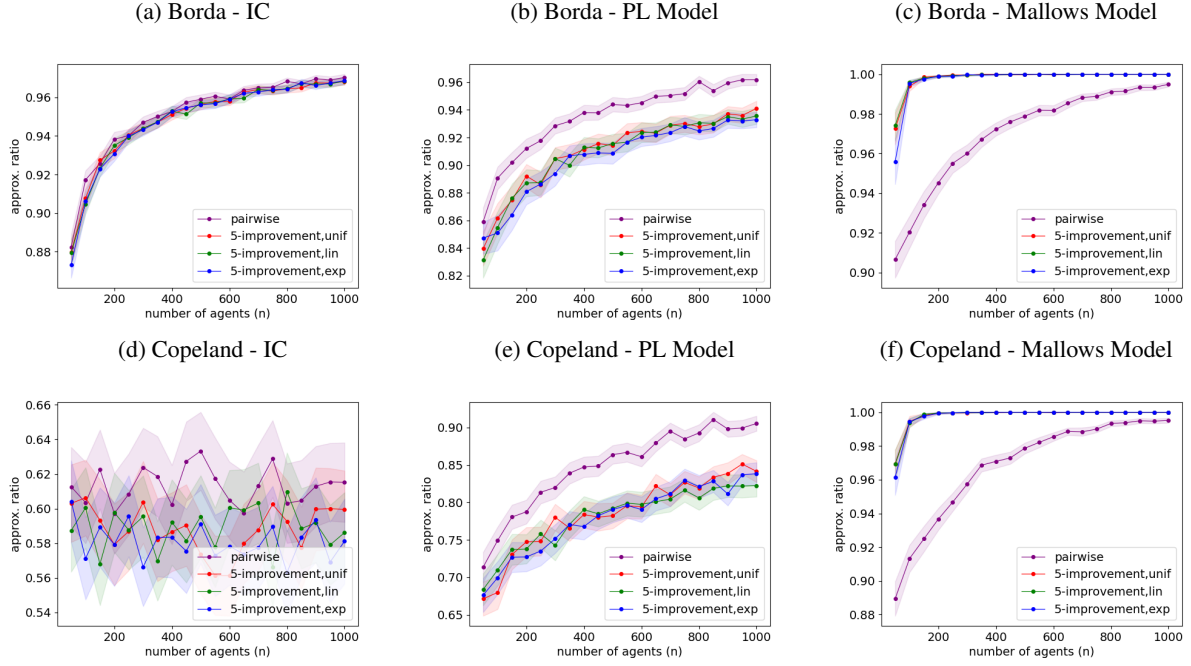 (a) Borda - IC
(b) Borda - PL Model
(c) Borda - Mallows Model
approx. ratio
0.96
0.94
0.92
0.90
0.88
pairwise
5-improvement,unif
5-improvement,lin
5-improvement,exp
200 400 600 800 1000
number of agents (n)
approx. ratio
0.96
0.94
0.92
0.90
0.88
0.86
0.84
0.82
pairwise
5-improvement,unif
5-improvement,lin
5-improvement,exp
200 400 600 800 1000
number of agents (n)
approx. ratio
1.00
0.98
0.96
0.94
0.92
0.90
pairwise
5-improvement,unif
5-improvement,lin
5-improvement,exp
200 400 600 800 1000
number of agents (n)
(d) Copeland - IC
(e) Copeland - PL Model
(f) Copeland - Mallows Model
approx. ratio
0.66
0.64
0.62
0.60
0.58
0.56
0.54
pairwise
5-improvement,unif
5-improvement,lin
5-improvement,exp
200 400 600 800 1000
number of agents (n)
approx. ratio
0.90
0.85
0.80
0.75
0.70
0.65
pairwise
5-improvement,unif
5-improvement,lin
5-improvement,exp
200 400 600 800 1000
number of agents (n)
approx. ratio
1.00
0.98
0.96
0.94
0.92
0.90
0.88
pairwise
5-improvement,unif
5-improvement,lin
5-improvement,exp
200 400 600 800 1000
number of agents (n)